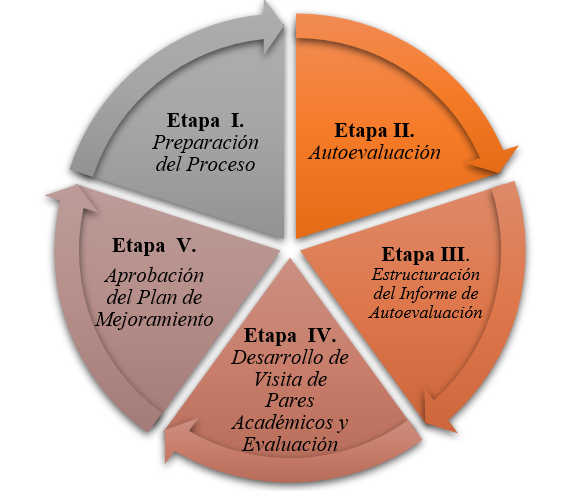 Etapa I.
Preparación
del Proceso
Etapa II.
Autoevaluación
Etapa III.
Estructuración
del Informe de
Autoevaluación
Etapa IV.
Desarrollo de
Visita de
Pares
Académicos y
Evaluación
Etapa V.
Aprobación
del Plan de
Mejoramiento